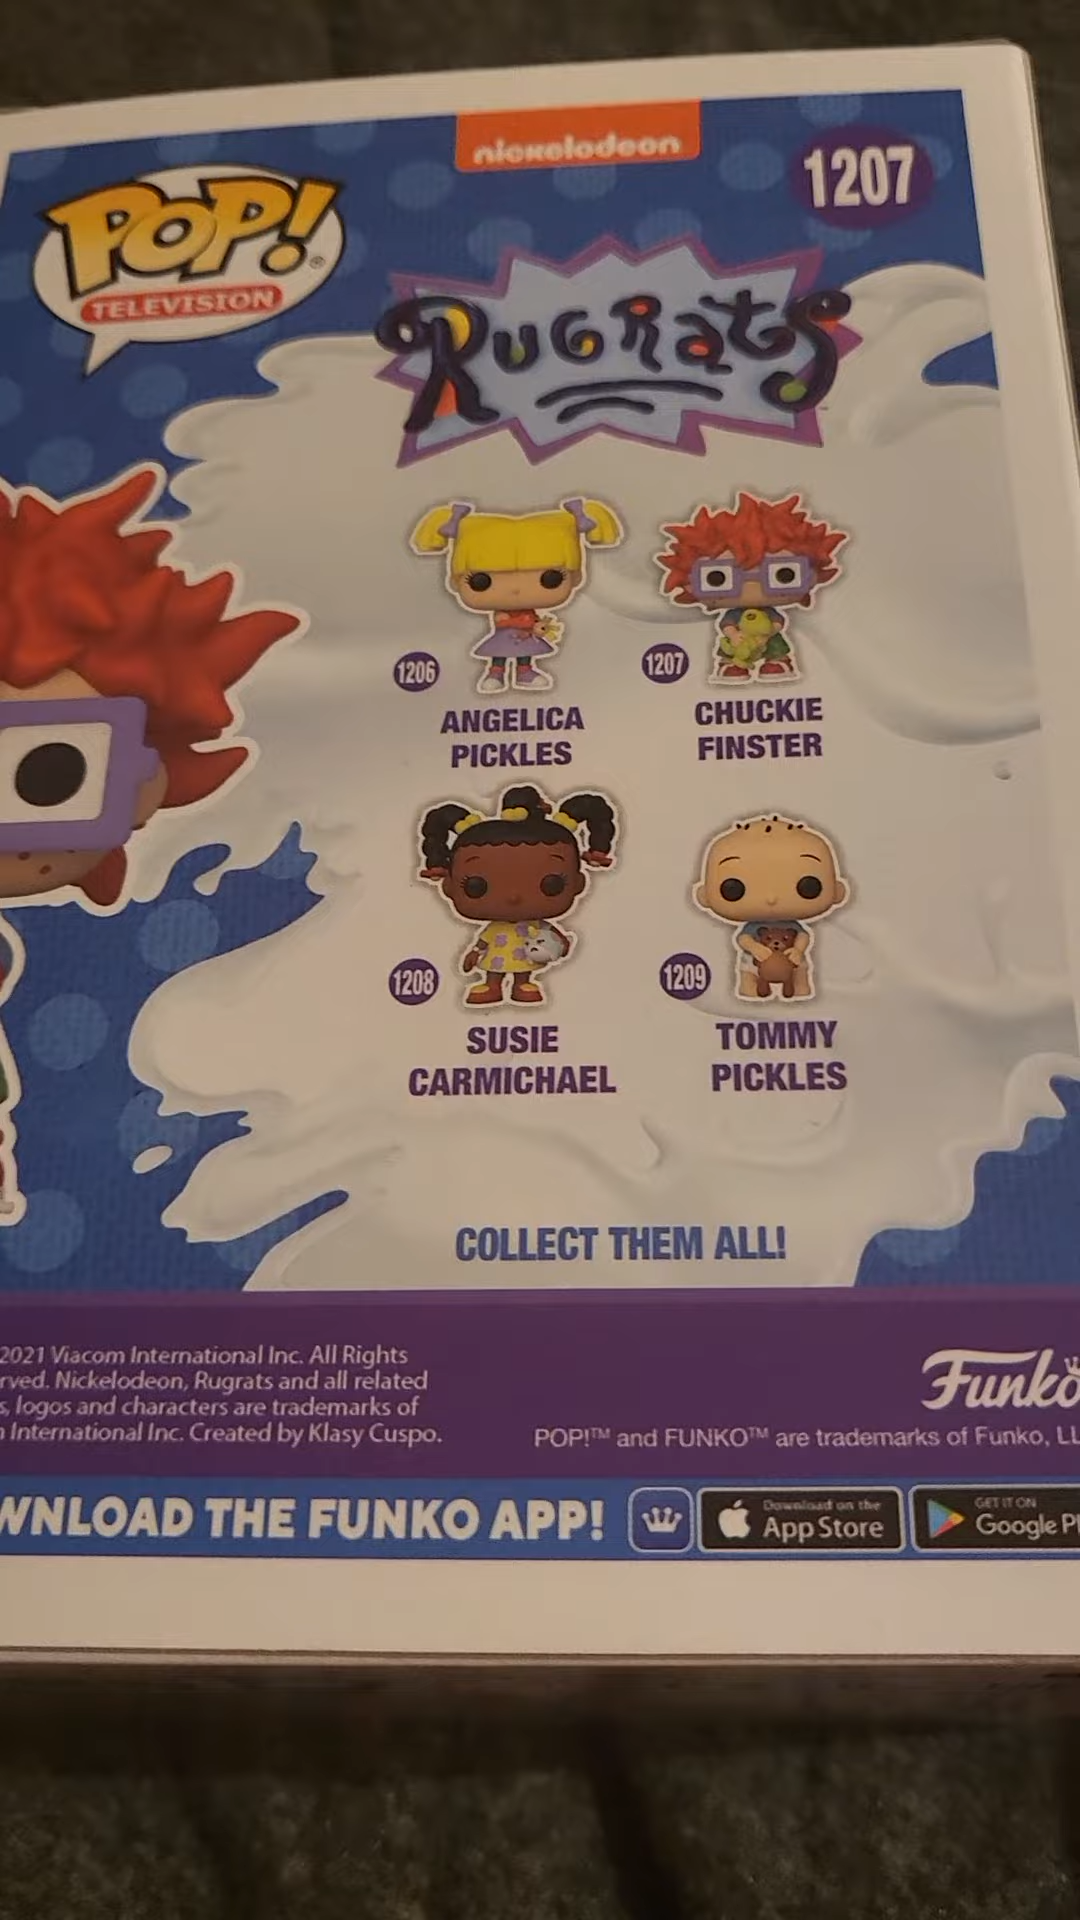 nickelodeon
1207
POP!
®
TELEVISION
RUGRATS
1206
ANGELICA
PICKLES
1207
CHUCKIE
FINSTER
1208
SUSIE
CARMICHAEL
1209
TOMMY
PICKLES
COLLECT THEM ALL!
2021 Viacom International Inc. All Rights
rved. Nickelodeon, Rugrats and all related
s, logos and characters are trademarks of
International Inc. Created by Klasy Cuspo.
Funko
POP!™ and FUNKO™ are trademarks of Funko, LL
WNLOAD THE FUNKO APP!
Download on the
App Store
GET IT ON
Google Pl